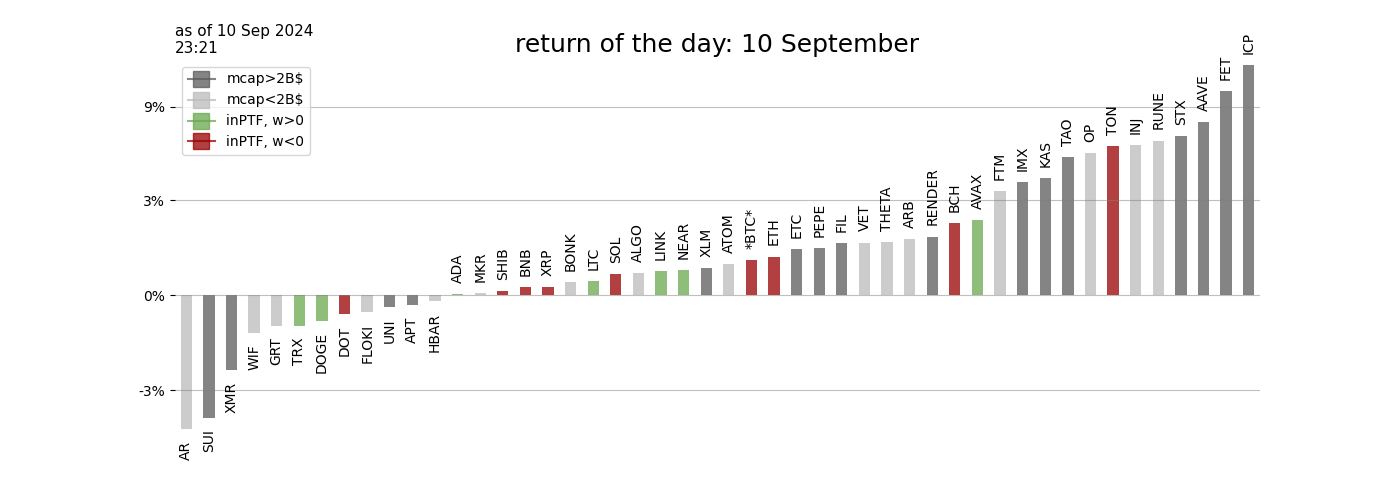 as of 10 Sep 2024
23:21
return of the day: 10 September
mcap>2B$
mcap<2B$
inPTF, w>0
inPTF, w<0
9%
3%
0%
-3%
AR
SUI
XMR
WIF
GRT
TRX
DOGE
DOT
FLOKI
UNI
APT
HBAR
ADA
MKR
SHIB
BNB
XRP
BONK
LTC
SOL
ALGO
LINK
NEAR
XLM
ATOM
*BTC*
ETH
ETC
PEPE
FIL
VET
THETA
ARB
RENDER
BCH
AVAX
FTM
IMX
KAS
TAO
OP
TON
INJ
RUNE
STX
AAVE
FET
ICP